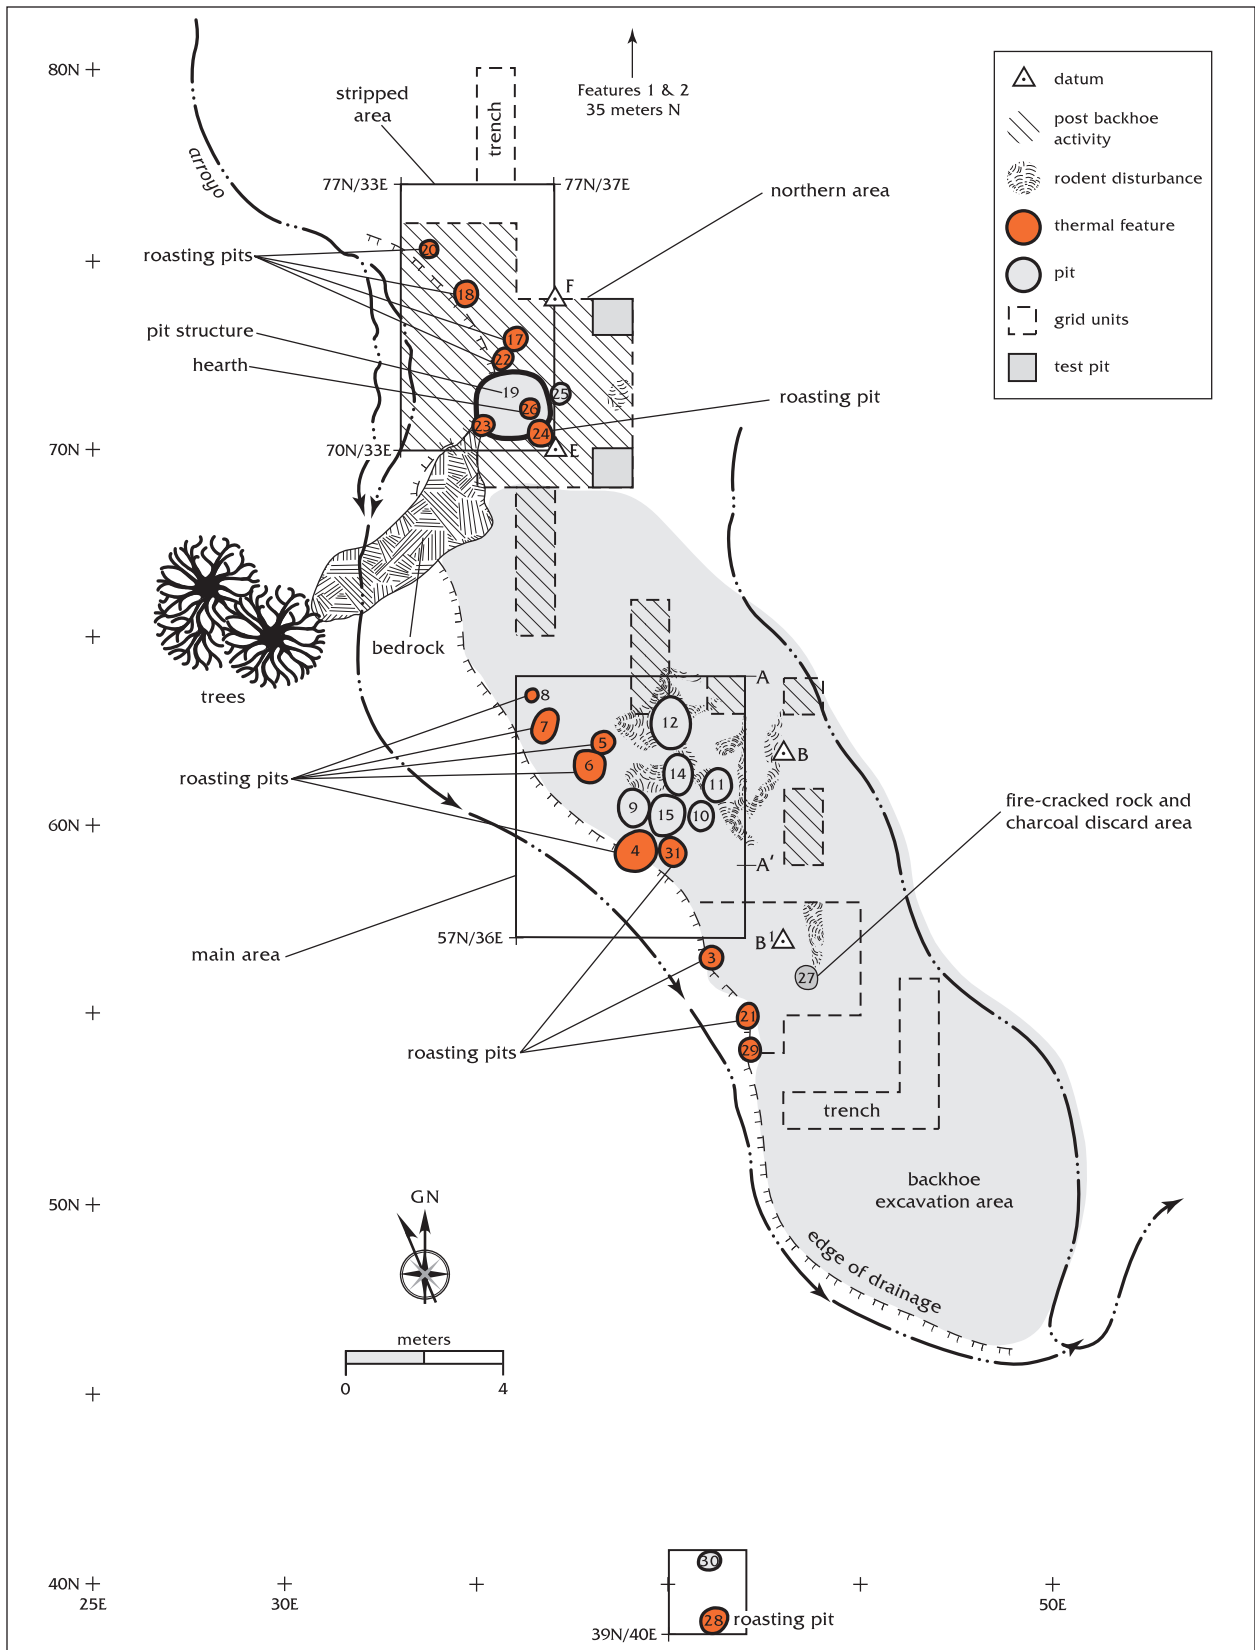 80N
stripped
area
trench
Features 1 & 2
35 meters N
datum
post backhoe
activity
rodent disturbance
thermal feature
pit
grid units
test pit
arroyo
77N/33E
77N/37E
northern area
roasting pits
20
18
F
pit structure
17
hearth
22
19
25
26
roasting pit
23
24
70N
70N/33E
E
bedrock
trees
A
8
7
12
5
B
roasting pits
6
14
11
9
15
10
fire-cracked rock and
charcoal discard area
60N
4
31
A'
main area
57N/36E
B¹
3
27
21
roasting pits
29
trench
backhoe
excavation area
50N
GN
edge of drainage
meters
0
4
30
40N
25E
30E
50E
28
roasting pit
39N/40E